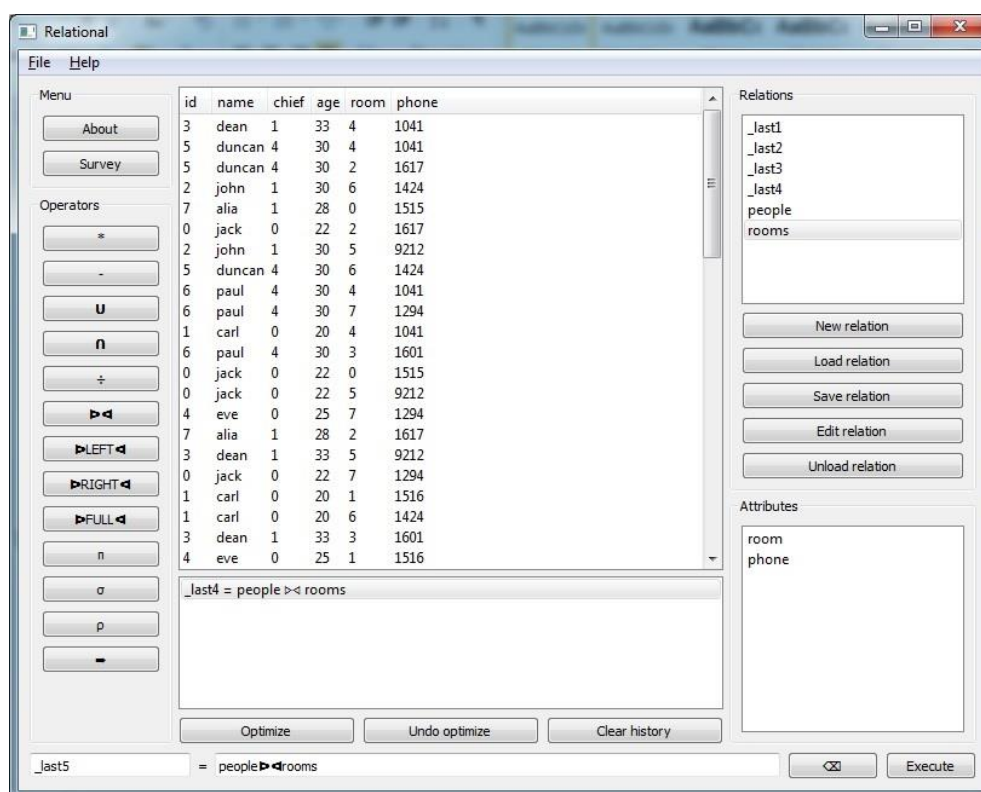 Relational
File Help
Menu
About
Survey
Operators
*
-
∪
∩
÷
⊳⊲
⊳LEFT⊲
⊳RIGHT⊲
⊳FULL⊲
π
σ
ρ
➡
id name chief age room phone
3 dean 1 33 4 1041
5 duncan 4 30 4 1041
5 duncan 4 30 2 1617
2 john 1 30 6 1424
7 alia 1 28 0 1515
0 jack 0 22 2 1617
2 john 1 30 5 9212
5 duncan 4 30 6 1424
6 paul 4 30 4 1041
6 paul 4 30 7 1294
1 carl 0 20 4 1041
6 paul 4 30 3 1601
0 jack 0 22 0 1515
0 jack 0 22 5 9212
4 eve 0 25 7 1294
7 alia 1 28 2 1617
3 dean 1 33 5 9212
0 jack 0 22 7 1294
1 carl 0 20 1 1516
1 carl 0 20 6 1424
3 dean 1 33 3 1601
4 eve 0 25 1 1516
_last4 = people ⊳⊲ rooms
Optimize Undo optimize Clear history
Relations
_last1
_last2
_last3
_last4
people
rooms
New relation
Load relation
Save relation
Edit relation
Unload relation
Attributes
room
phone
_last5 = people⊳⊲rooms ⌫ Execute